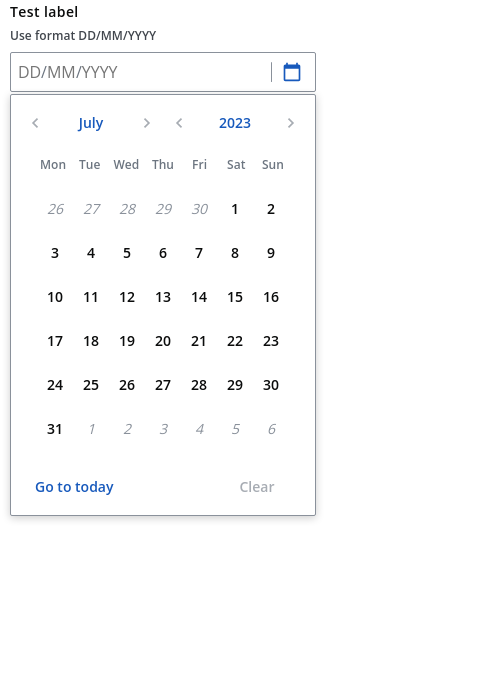 Test label
Use format DD/MM/YYYY
DD/MM/YYYY
July 2023
Mon Tue Wed Thu Fri Sat Sun
26 27 28 29 30 1 2
3 4 5 6 7 8 9
10 11 12 13 14 15 16
17 18 19 20 21 22 23
24 25 26 27 28 29 30
31 1 2 3 4 5 6
Go to today Clear